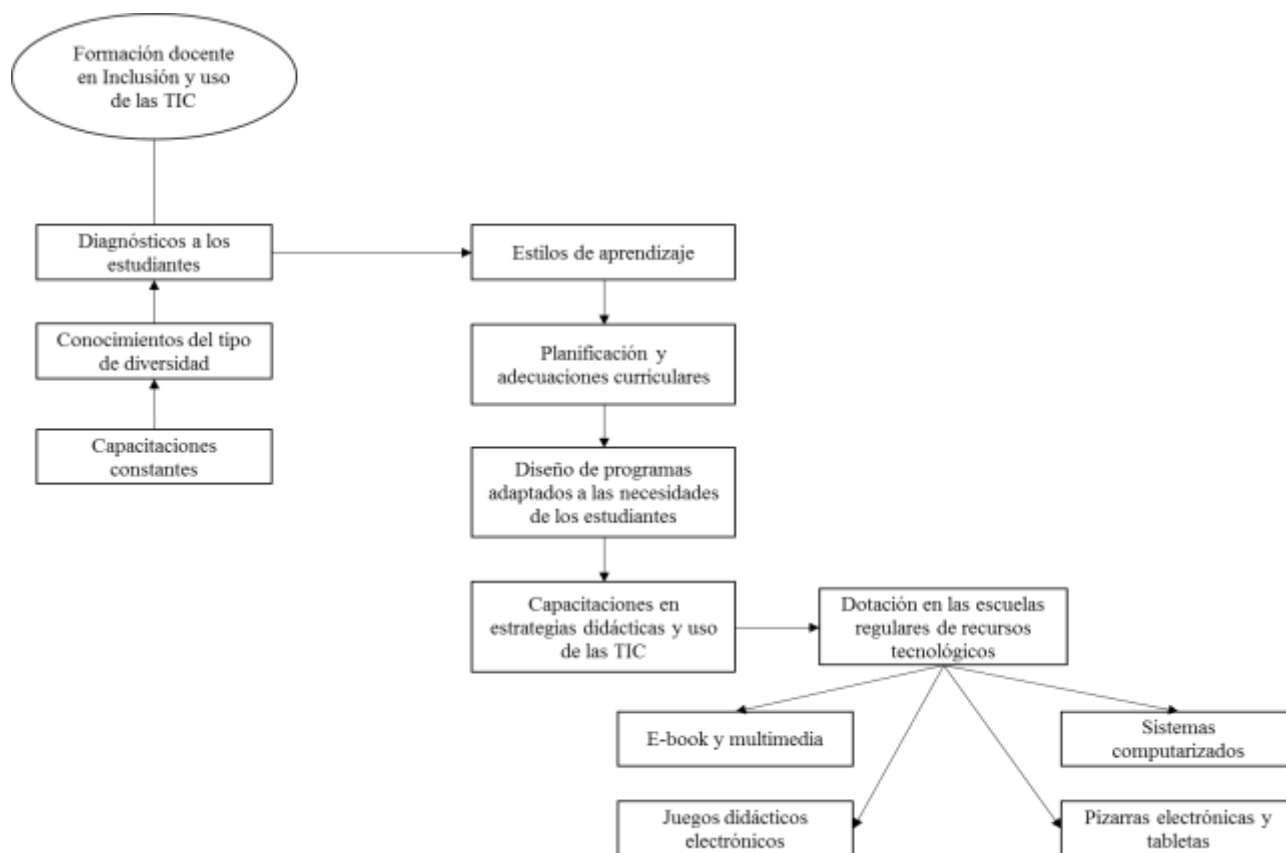 Formación docente
en Inclusión y uso
de las TIC
Diagnósticos a los
estudiantes
Conocimientos del tipo
de diversidad
Capacitaciones
constantes
Estilos de aprendizaje
Planificación y
adecuaciones curriculares
Diseño de programas
adaptados a las necesidades
de los estudiantes
Capacitaciones en
estrategias didácticas y uso
de las TIC
Dotación en las escuelas
regulares de recursos
tecnológicos
E-book y multimedia
Sistemas
computarizados
Juegos didácticos
electrónicos
Pizarras electrónicas y
tabletas